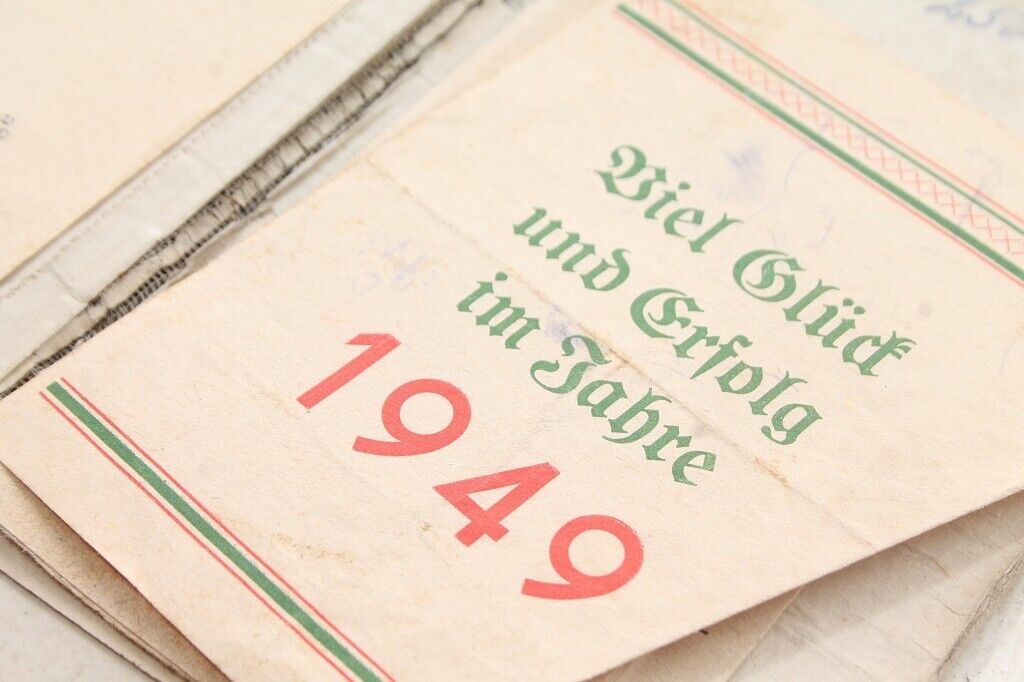 Viel Glück
und Erfolg
im Jahre
1949